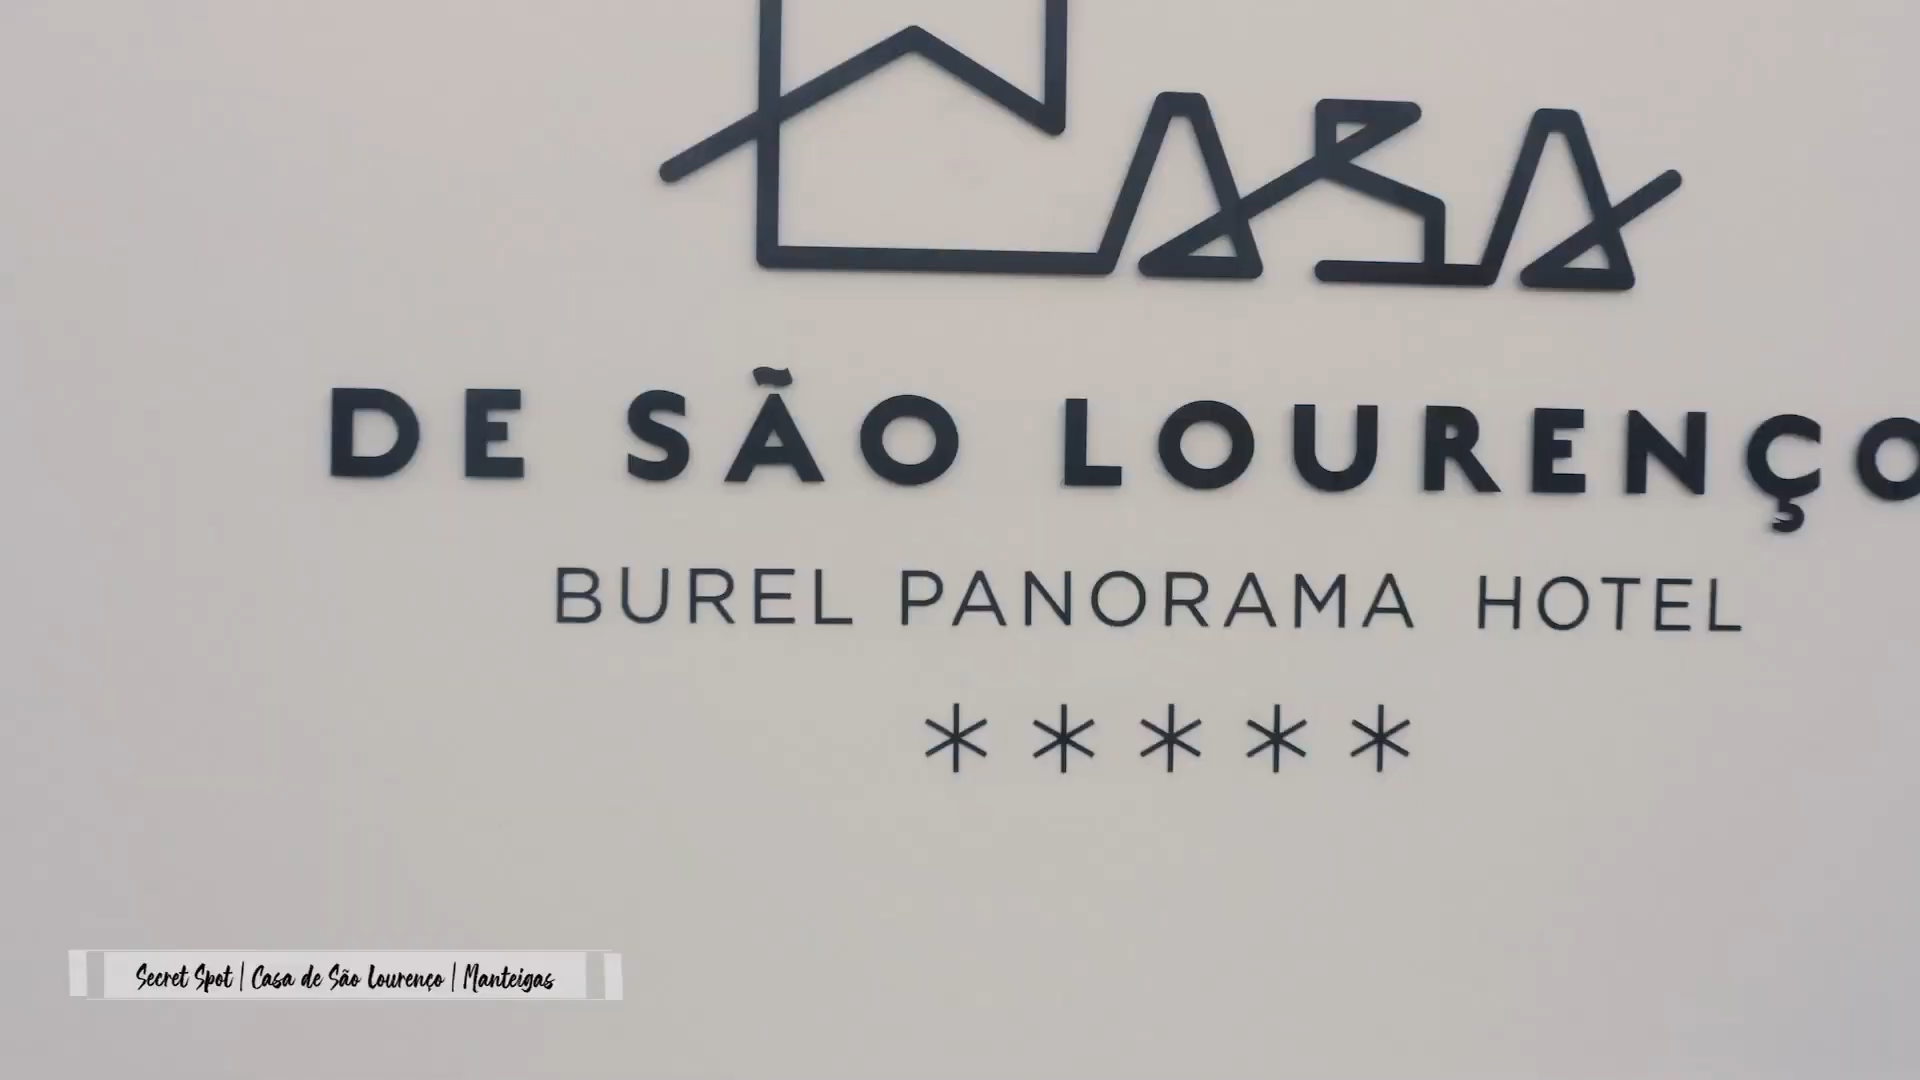 CASA
DE SÃO LOURENÇO
BUREL PANORAMA HOTEL
*****
Secret Spot | Casa de São Lourenço | Manteigas